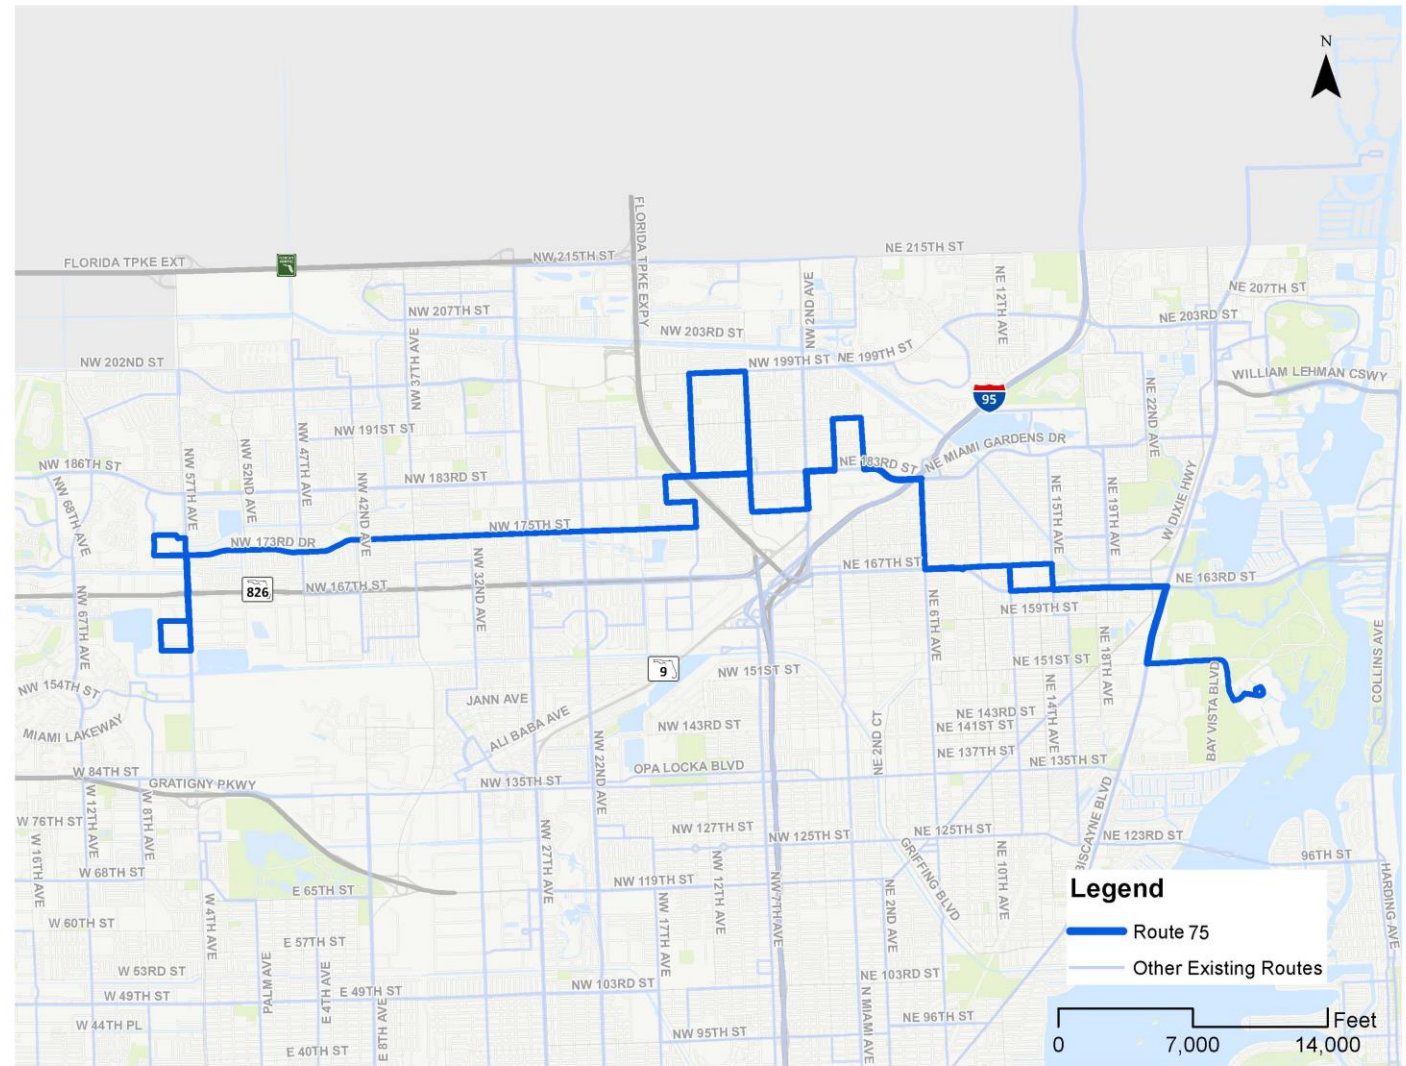 N
NE 215TH ST
NW 215TH ST
FLORIDA TPKE EXT
FLORIDA TPKE EXPY
NE 12TH AVE
NW 2ND AVE
NE 207TH ST
NW 207TH ST
NE 203RD ST
NW 203RD ST
NW 37TH AVE
NW 202ND ST
NW 199TH ST
NE 199TH ST
WILLIAM LEHMAN CSWY
95
NE 22ND AVE
NW 191ST ST
NE MIAMI GARDENS DR
NW 186TH ST
NW 57TH AVE
NW 52ND AVE
NW 47TH AVE
NW 183RD ST
NE 183RD ST
NW 68TH AVE
NW 42ND AVE
NE 15TH AVE
NE 19TH AVE
W DIXIE HWY
NW 175TH ST
NW 173RD DR
NW 32ND AVE
NW 167TH ST
NE 167TH ST
NE 163RD ST
826
NW 67TH AVE
NE 6TH AVE
NE 159TH ST
NE 18TH AVE
NE 151ST ST
NW 151ST ST
9
COLLINS AVE
BAY VISTA BLVD
NW 154TH ST
NE 14TH AVE
JANN AVE
MIAMI LAKEWAY
ALI BABA AVE
NW 143RD ST
NE 143RD ST
NE 141ST ST
NE 2ND CT
NW 22ND AVE
NE 137TH ST
NE 135TH ST
OPA LOCKA BLVD
W 84TH ST
GRATIGNY PKWY
NW 135TH ST
W 12TH AVE
W 8TH AVE
W 76TH ST
W 16TH AVE
NW 127TH ST
NW 125TH ST
NE 125TH ST
NE 123RD ST
BISCAYNE BLVD
GRIFFING BLVD
NE 10TH AVE
96TH ST
NW 27TH AVE
W 68TH ST
E 65TH ST
NW 119TH ST
NW 12TH AVE
NW 7TH AVE
NE 2ND AVE
HARDING AVE
Legend
W 60TH ST
W 4TH AVE
NW 17TH AVE
Route 75
E 57TH ST
PALM AVE
E 4TH AVE
W 53RD ST
NE 103RD ST
Other Existing Routes
NW 103RD ST
E 49TH ST
W 49TH ST
E 8TH AVE
N MIAMI AVE
NE 96TH ST
W 44TH PL
NW 95TH ST
Feet
E 40TH ST
0
7,000
14,000